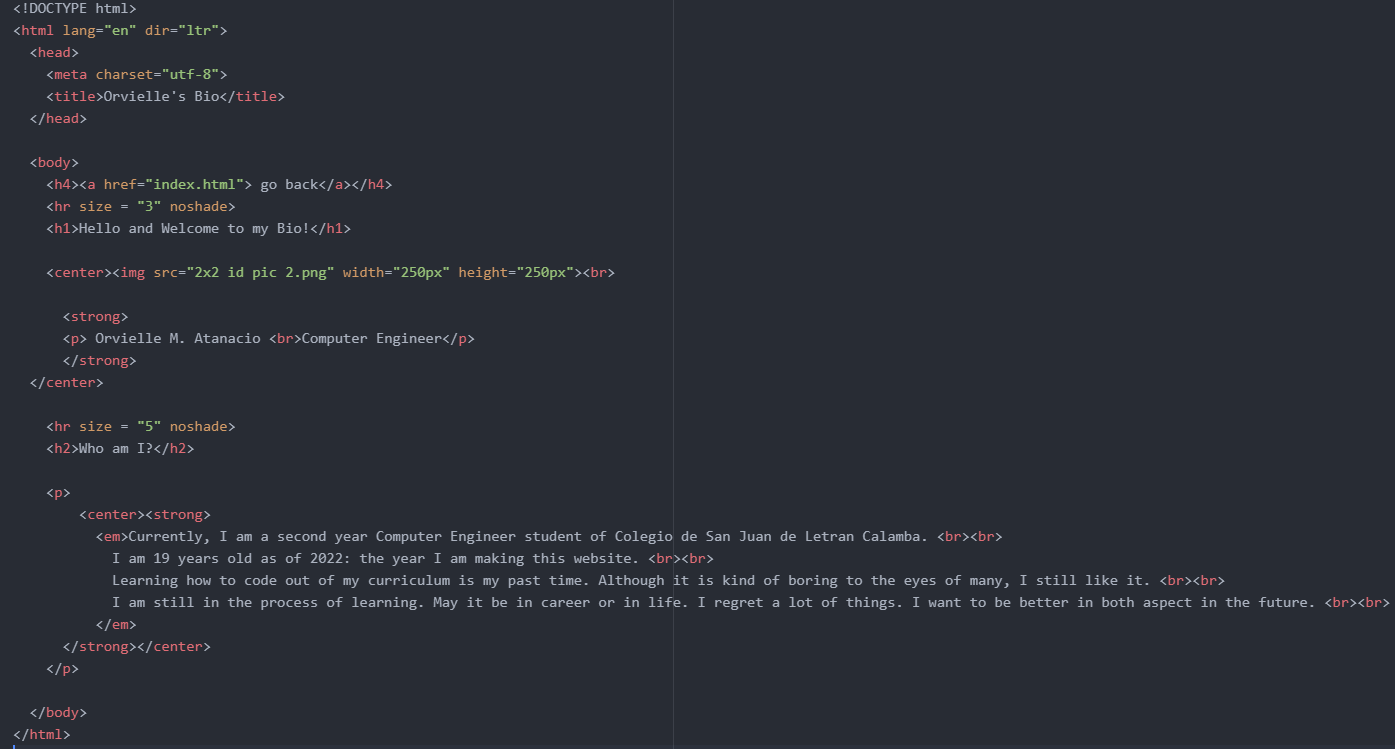 <!DOCTYPE html>
<html lang="en" dir="ltr">
<head>
<meta charset="utf-8">
<title>Orvielle's Bio</title>
</head>
<body>
<h4><a href="index.html"> go back</a></h4>
<hr size = "3" noshade>
<h1>Hello and Welcome to my Bio!</h1>
<center><img src="2x2 id pic 2.png" width="250px" height="250px"><br>
<strong>
<p> Orvielle M. Atanacio <br>Computer Engineer</p>
</strong>
</center>
<hr size = "5" noshade>
<h2>Who am I?</h2>
<p>
<center><strong>
<em>Currently, I am a second year Computer Engineer student of Colegio de San Juan de Letran Calamba. <br><br>
I am 19 years old as of 2022: the year I am making this website. <br><br>
Learning how to code out of my curriculum is my past time. Although it is kind of boring to the eyes of many, I still like it. <br><br>
I am still in the process of learning. May it be in career or in life. I regret a lot of things. I want to be better in both aspect in the future. <br><br>
</em>
</strong></center>
</p>
</body>
</html>